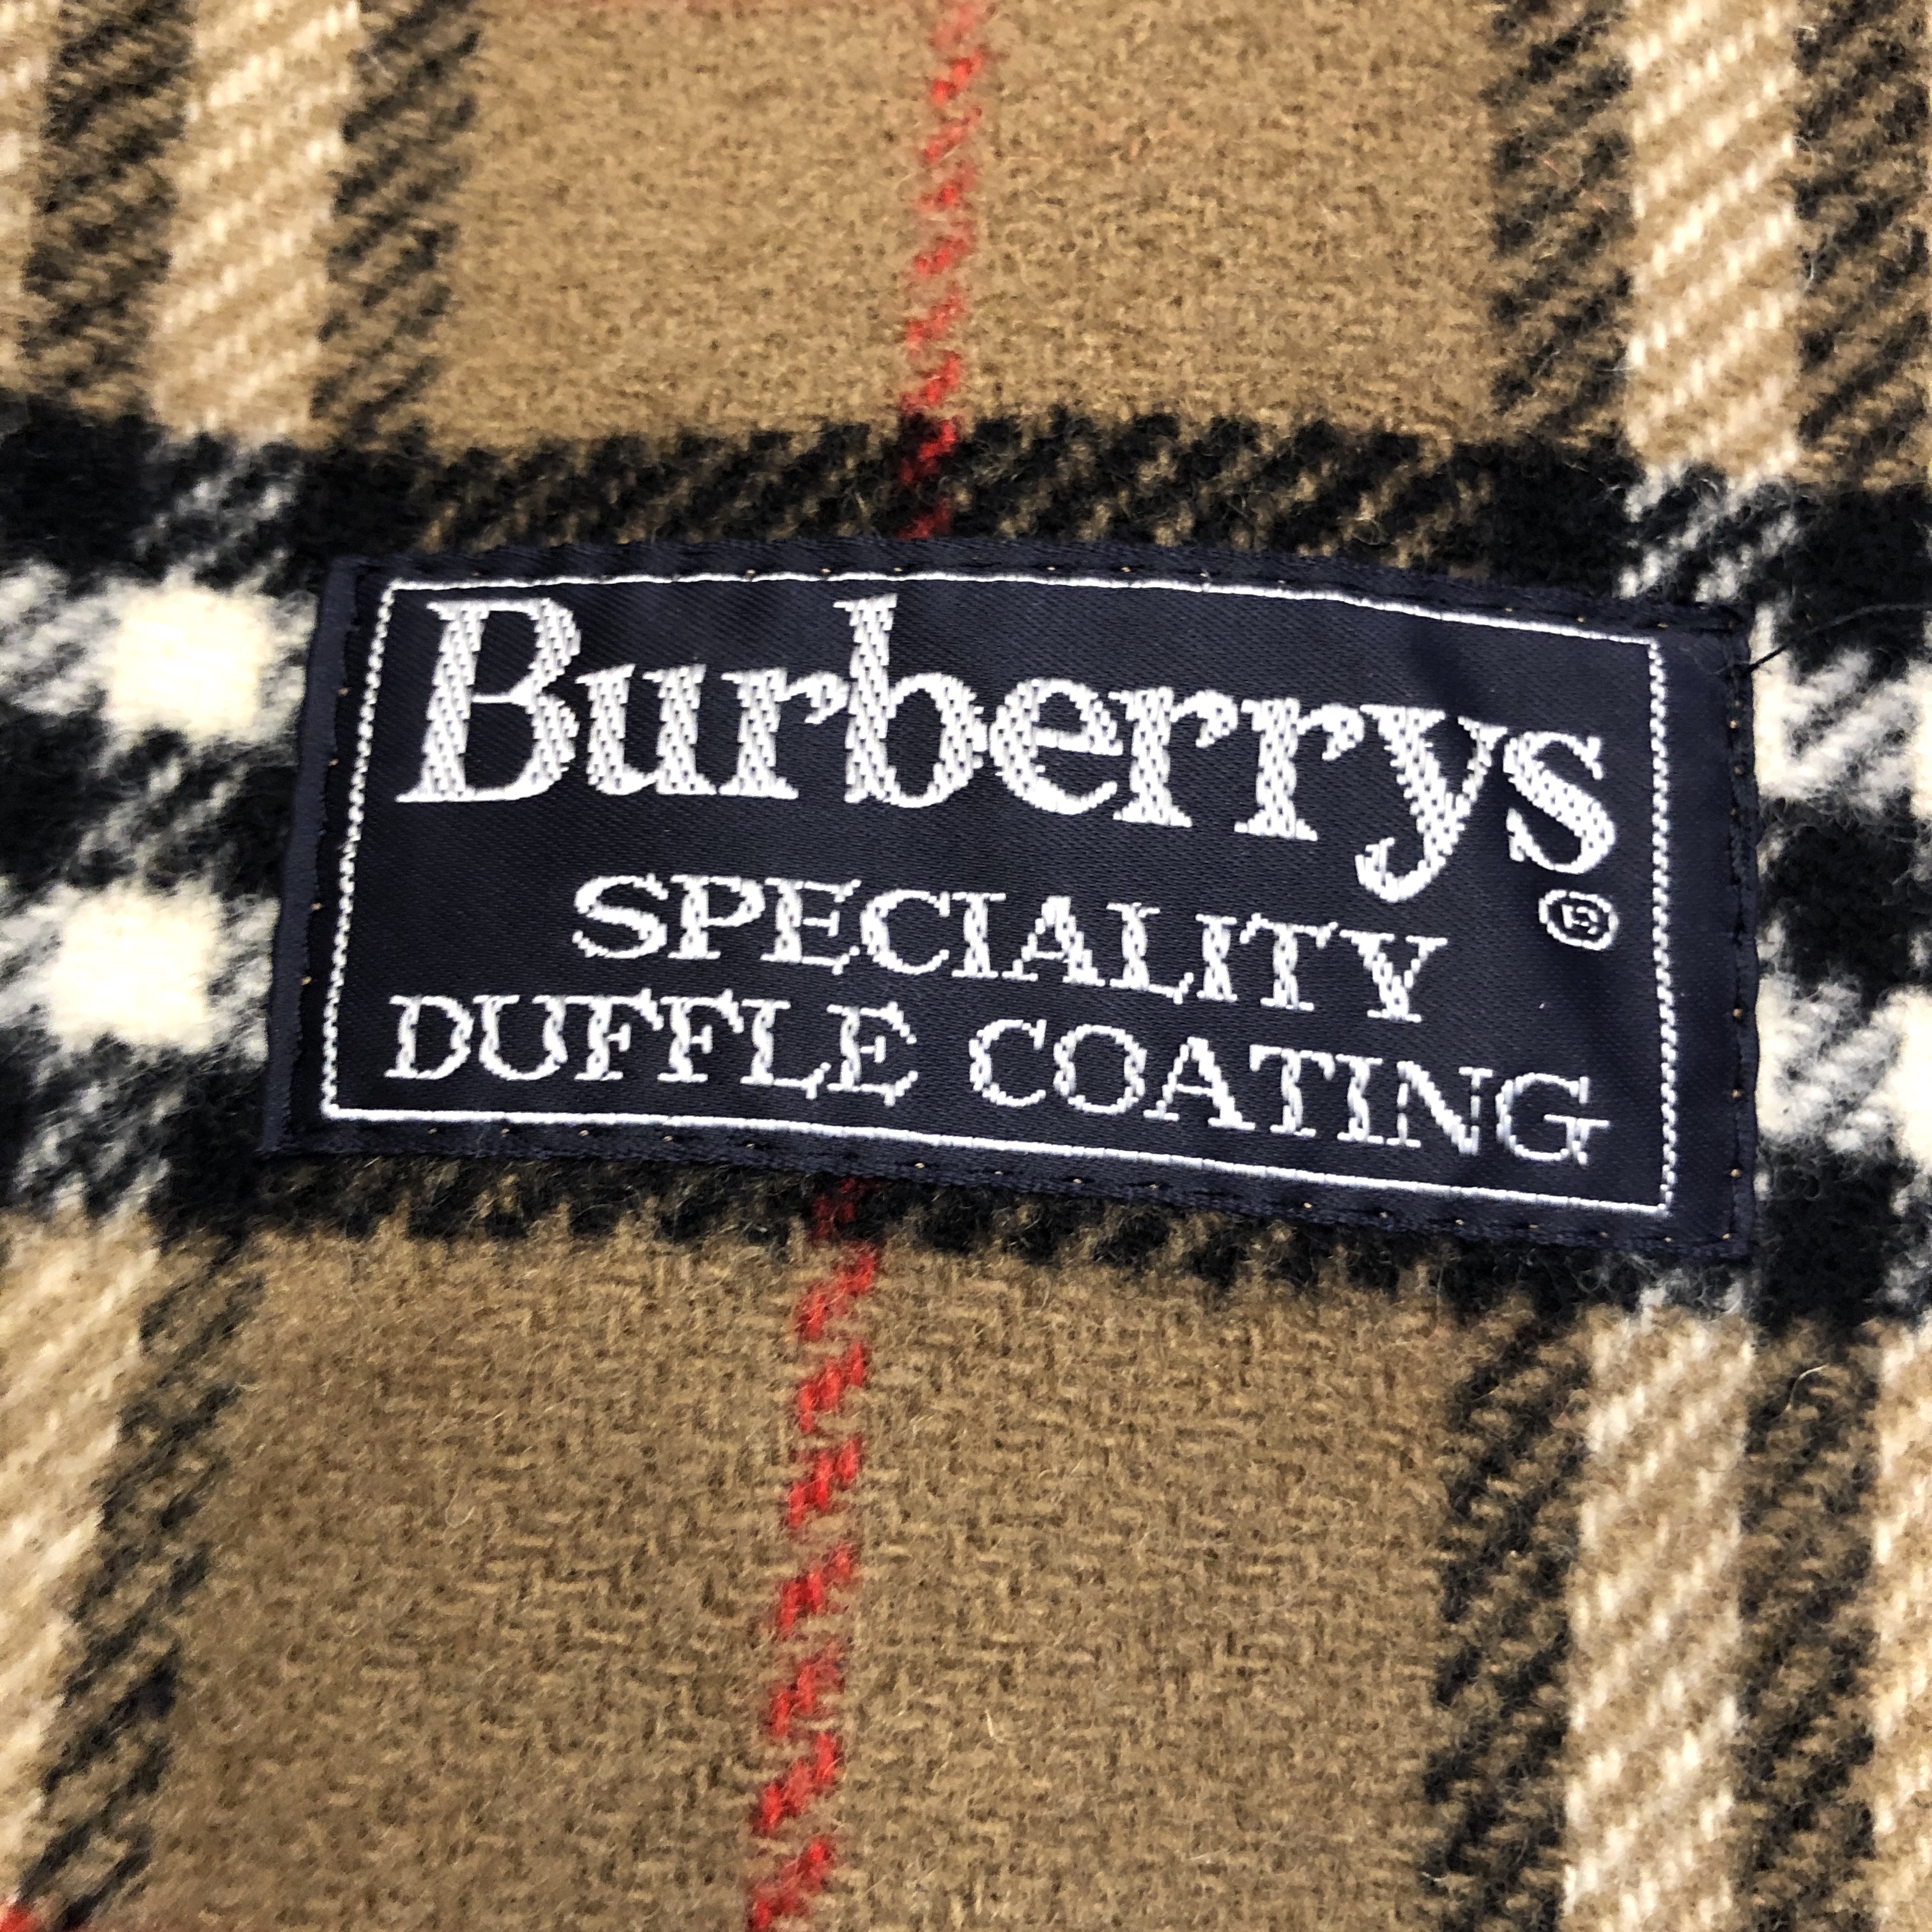 Burberrys®
SPECIALITY
DUFFLE COATING